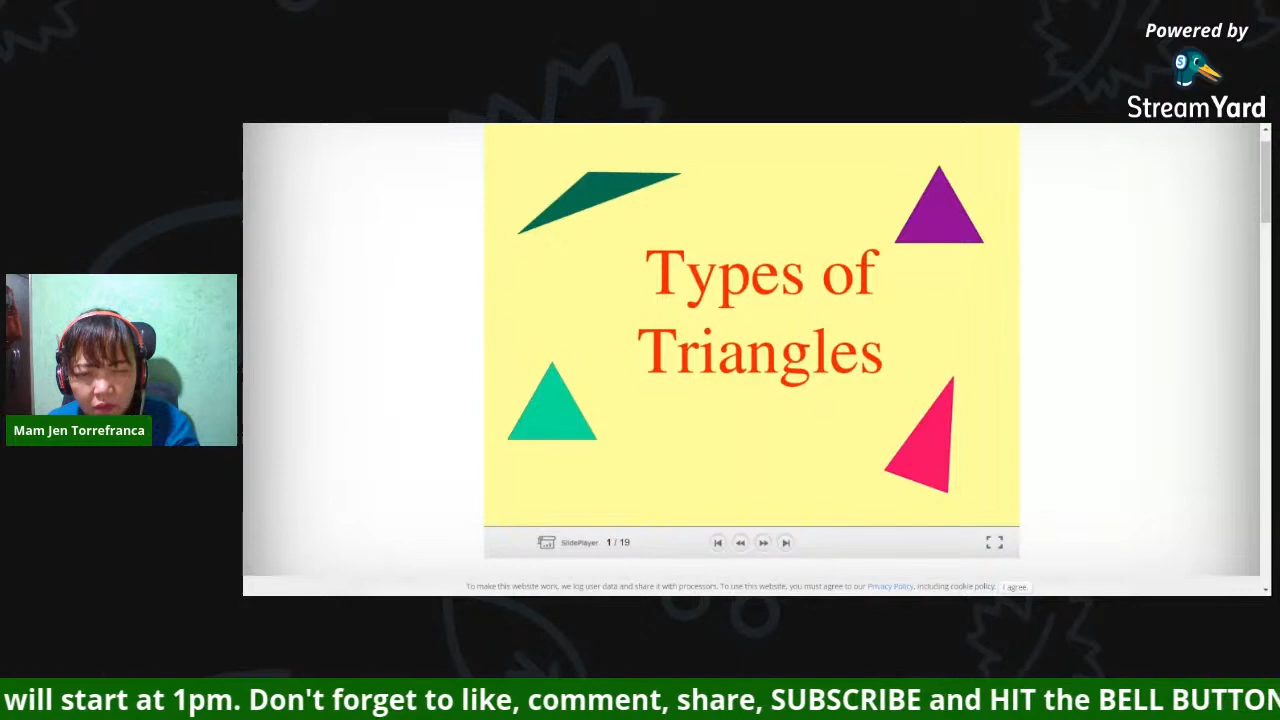 Powered by
StreamYard
Types of
Triangles
Mam Jen Torrefranca
SlidePlayer 1 / 19
To make this website work, we log user data and share it with processors. To use this website, you must agree to our Privacy Policy, including cookie policy. I agree.
will start at 1pm. Don't forget to like, comment, share, SUBSCRIBE and HIT the BELL BUTTON